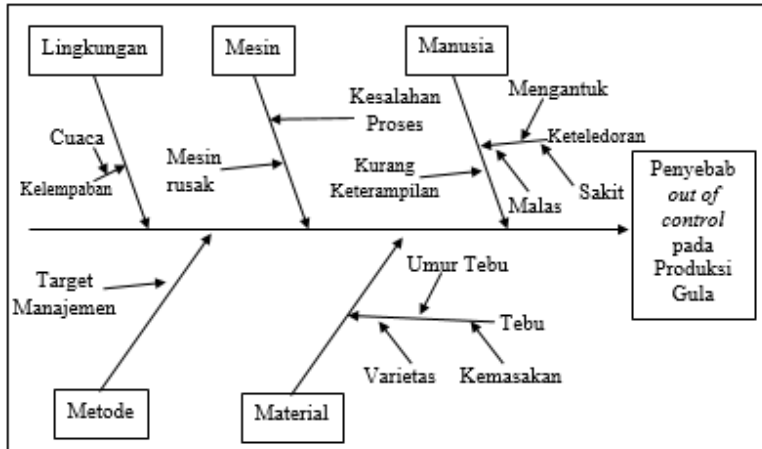 Lingkungan
Mesin
Manusia
Cuaca
Kelempaban
Kesalahan
Proses
Mesin
rusak
Mengantuk
Keteledoran
Kurang
Keterampilan
Malas
Sakit
Penyebab
out of
control
pada
Produksi
Gula
Target
Manajemen
Umur Tebu
Tebu
Varietas
Kemasakan
Metode
Material